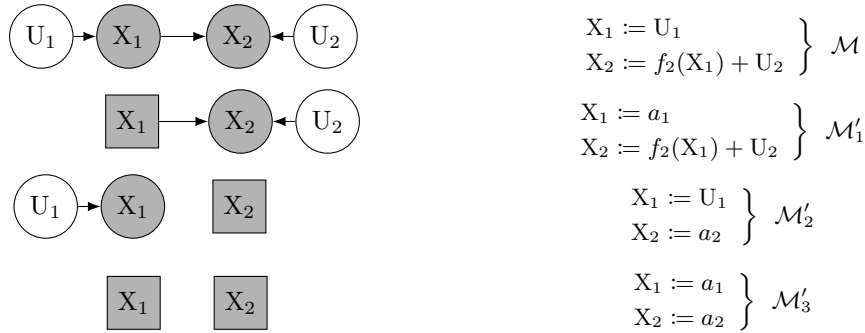 U₁ X₁ X₂ U₂
X₁ := U₁
X₂ := f₂(X₁) + U₂
} ℳ
X₁ X₂ U₂
X₁ := a₁
X₂ := f₂(X₁) + U₂
} ℳ′₁
U₁ X₁ X₂
X₁ := U₁
X₂ := a₂
} ℳ′₂
X₁ X₂
X₁ := a₁
X₂ := a₂
} ℳ′₃